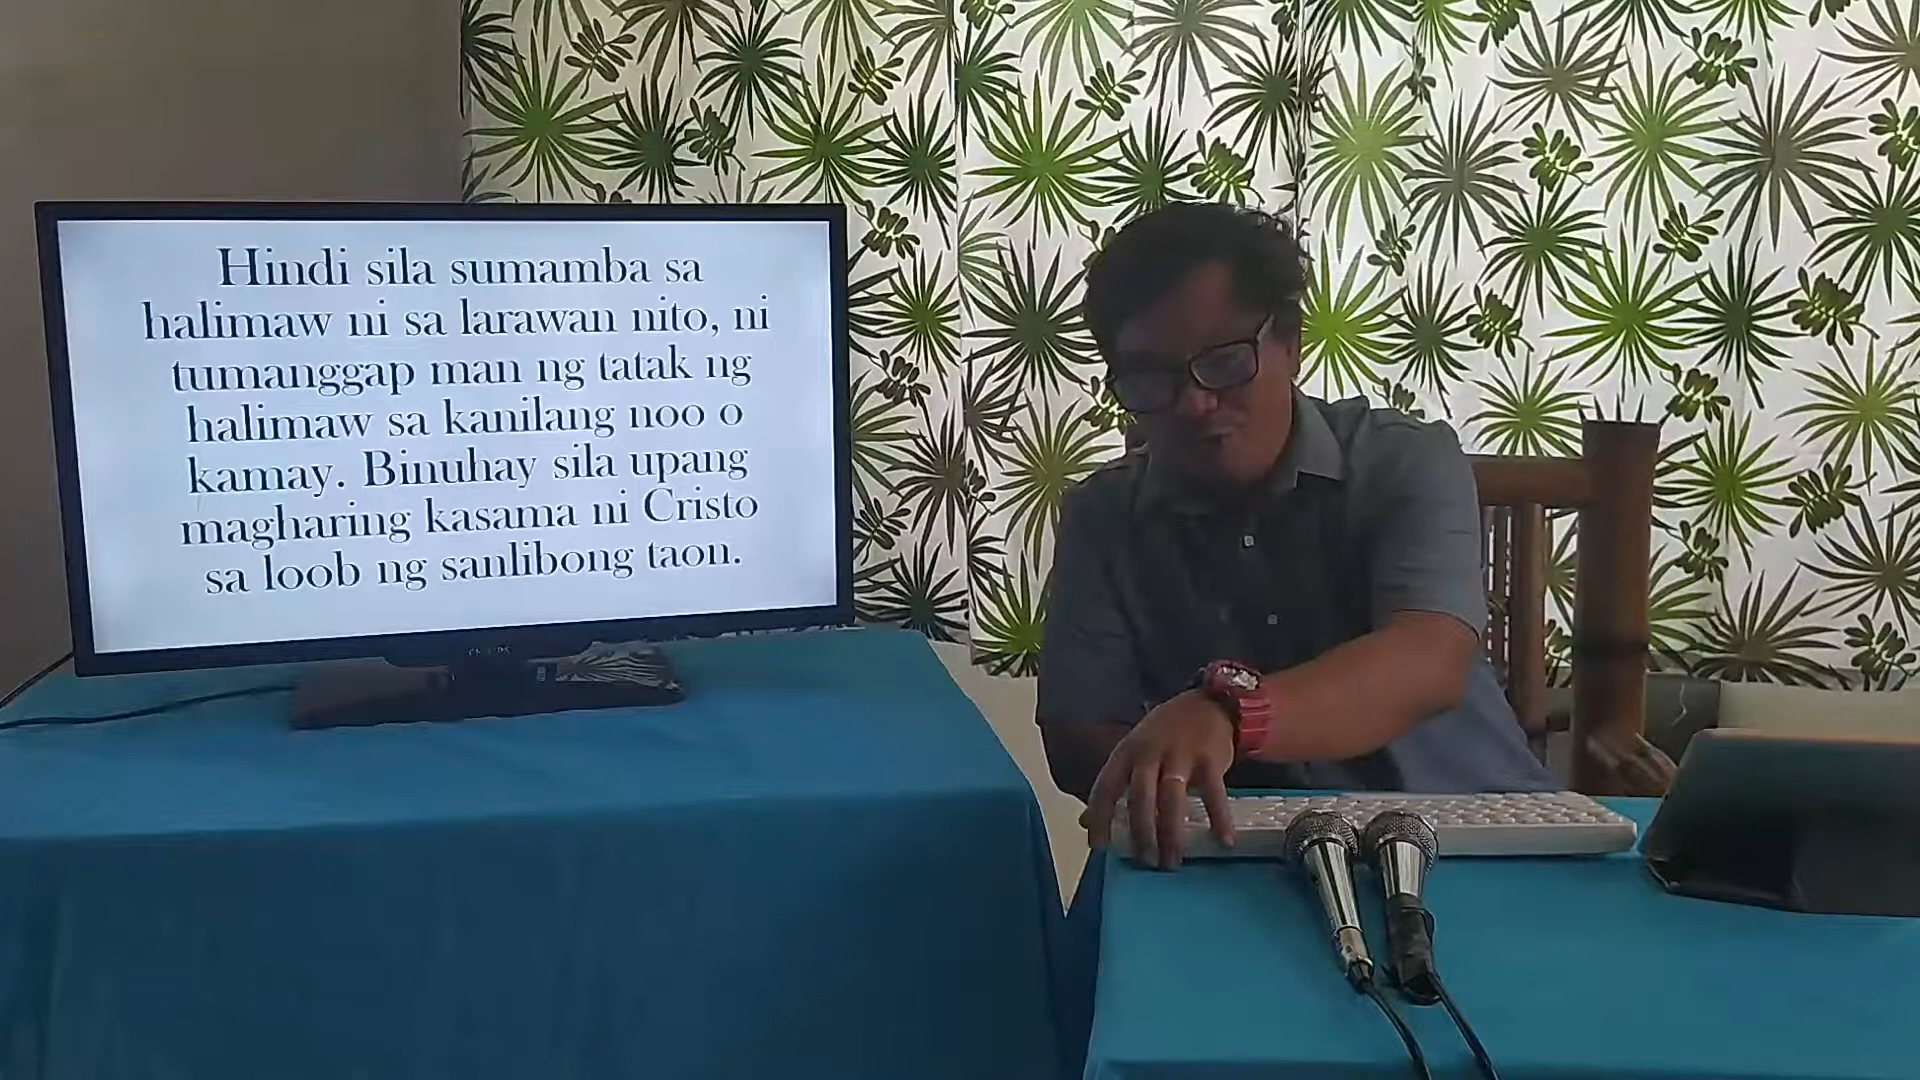 Hindi sila sumamba sa
halimaw ni sa larawan nito, ni
tumanggap man ng tatak ng
halimaw sa kanilang noo o
kamay. Binuhay sila upang
magharing kasama ni Cristo
sa loob ng sanlibong taon.